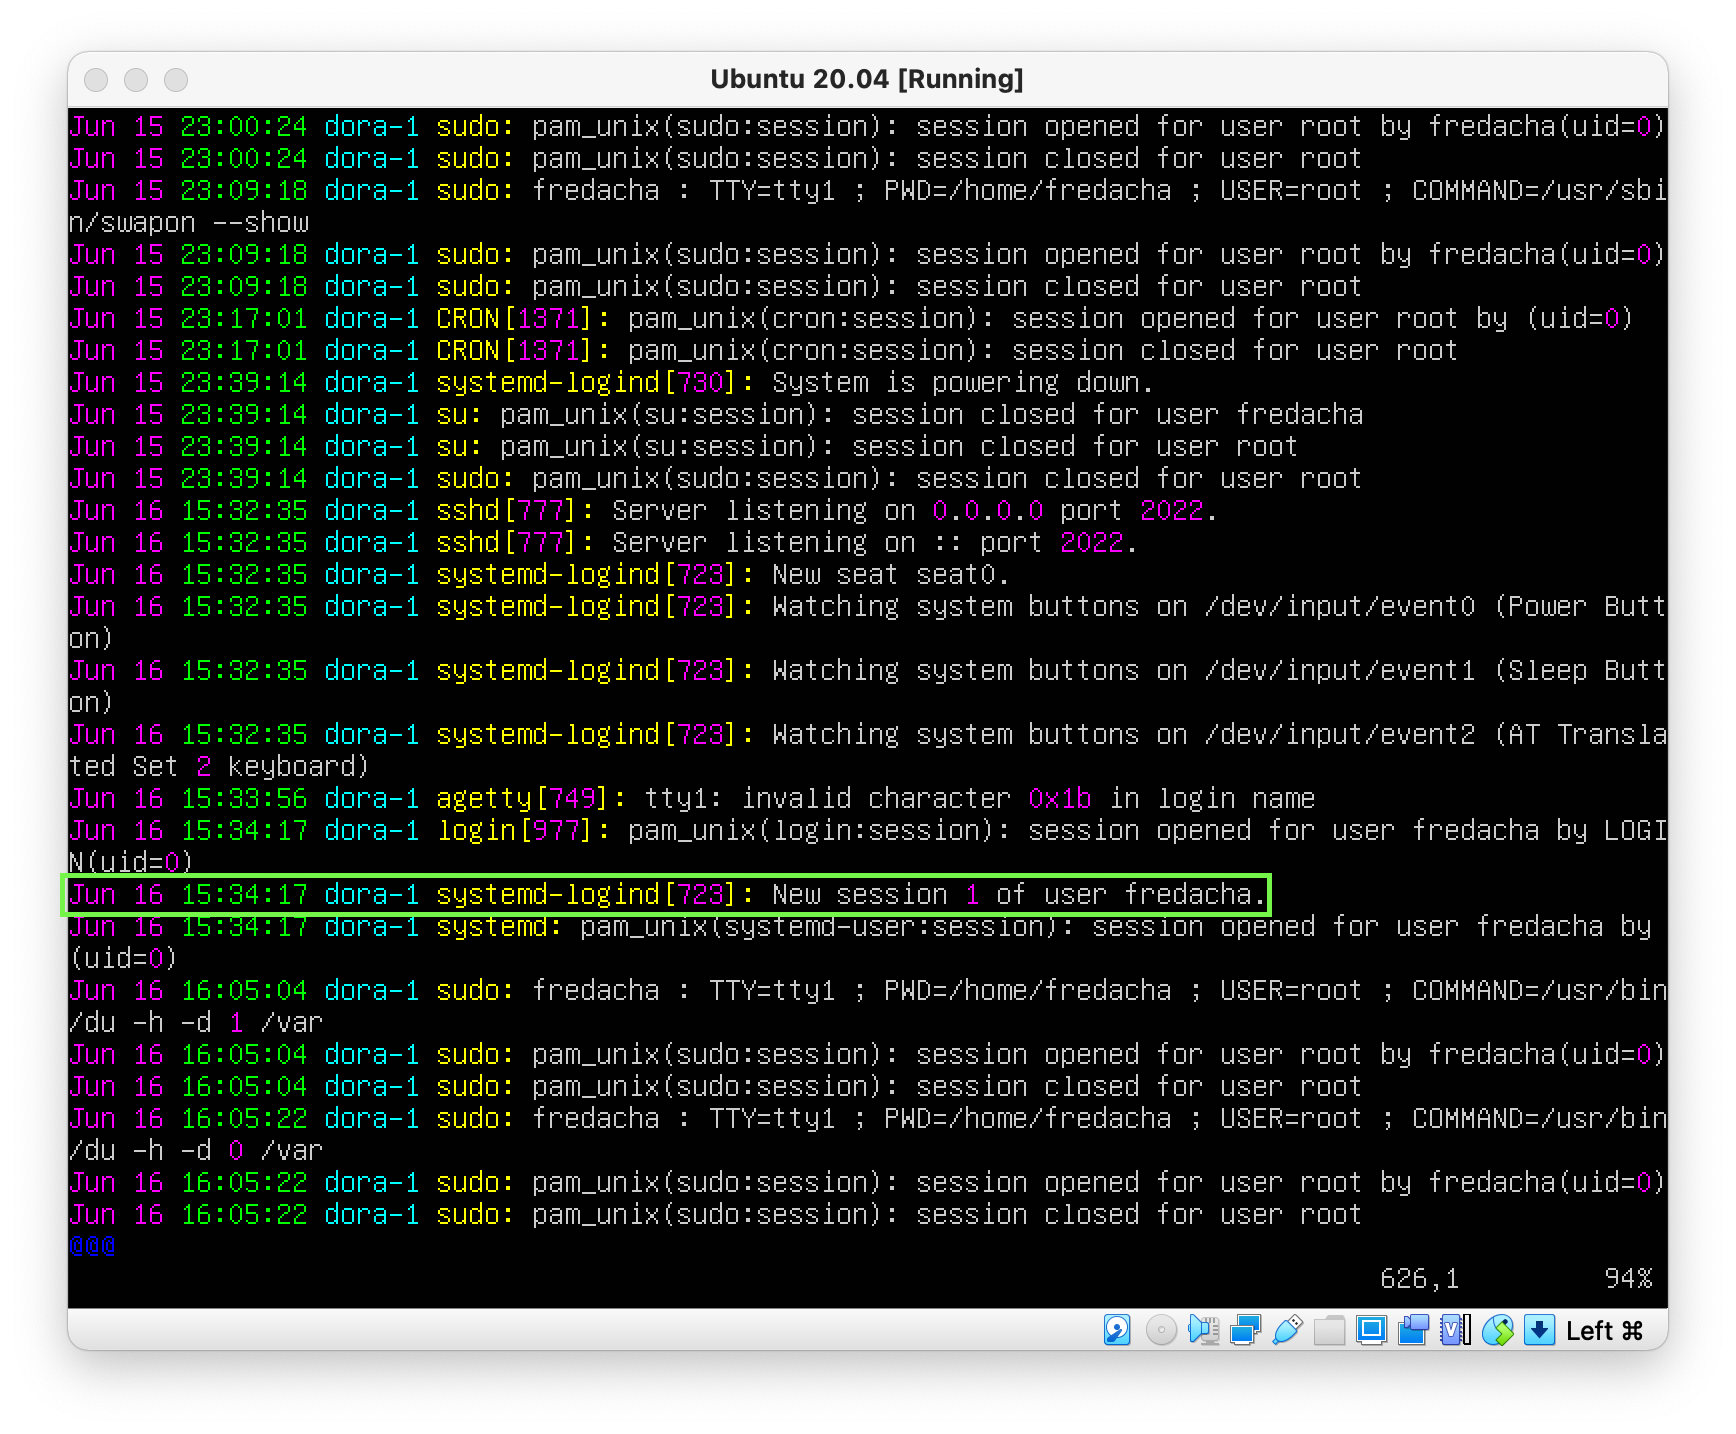 Ubuntu 20.04 [Running]
Jun 15 23:00:24 dora-1 sudo: pam_unix(sudo:session): session opened for user root by fredacha(uid=0)
Jun 15 23:00:24 dora-1 sudo: pam_unix(sudo:session): session closed for user root
Jun 15 23:09:18 dora-1 sudo: fredacha : TTY=tty1 ; PWD=/home/fredacha ; USER=root ; COMMAND=/usr/sbi
n/swapon --show
Jun 15 23:09:18 dora-1 sudo: pam_unix(sudo:session): session opened for user root by fredacha(uid=0)
Jun 15 23:09:18 dora-1 sudo: pam_unix(sudo:session): session closed for user root
Jun 15 23:17:01 dora-1 CRON[1371]: pam_unix(cron:session): session opened for user root by (uid=0)
Jun 15 23:17:01 dora-1 CRON[1371]: pam_unix(cron:session): session closed for user root
Jun 15 23:39:14 dora-1 systemd-logind[730]: System is powering down.
Jun 15 23:39:14 dora-1 su: pam_unix(su:session): session closed for user fredacha
Jun 15 23:39:14 dora-1 su: pam_unix(su:session): session closed for user root
Jun 15 23:39:14 dora-1 sudo: pam_unix(sudo:session): session closed for user root
Jun 16 15:32:35 dora-1 sshd[777]: Server listening on 0.0.0.0 port 2022.
Jun 16 15:32:35 dora-1 sshd[777]: Server listening on :: port 2022.
Jun 16 15:32:35 dora-1 systemd-logind[723]: New seat seat0.
Jun 16 15:32:35 dora-1 systemd-logind[723]: Watching system buttons on /dev/input/event0 (Power Butt
on)
Jun 16 15:32:35 dora-1 systemd-logind[723]: Watching system buttons on /dev/input/event1 (Sleep Butt
on)
Jun 16 15:32:35 dora-1 systemd-logind[723]: Watching system buttons on /dev/input/event2 (AT Transla
ted Set 2 keyboard)
Jun 16 15:33:56 dora-1 agetty[749]: tty1: invalid character 0x1b in login name
Jun 16 15:34:17 dora-1 login[977]: pam_unix(login:session): session opened for user fredacha by LOGI
N(uid=0)
Jun 16 15:34:17 dora-1 systemd-logind[723]: New session 1 of user fredacha.
Jun 16 15:34:17 dora-1 systemd: pam_unix(systemd-user:session): session opened for user fredacha by
(uid=0)
Jun 16 16:05:04 dora-1 sudo: fredacha : TTY=tty1 ; PWD=/home/fredacha ; USER=root ; COMMAND=/usr/bin
/du -h -d 1 /var
Jun 16 16:05:04 dora-1 sudo: pam_unix(sudo:session): session opened for user root by fredacha(uid=0)
Jun 16 16:05:04 dora-1 sudo: pam_unix(sudo:session): session closed for user root
Jun 16 16:05:22 dora-1 sudo: fredacha : TTY=tty1 ; PWD=/home/fredacha ; USER=root ; COMMAND=/usr/bin
/du -h -d 0 /var
Jun 16 16:05:22 dora-1 sudo: pam_unix(sudo:session): session opened for user root by fredacha(uid=0)
Jun 16 16:05:22 dora-1 sudo: pam_unix(sudo:session): session closed for user root
@@@
626,1 94%
Left ⌘